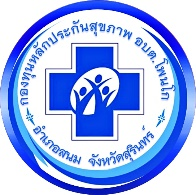 กองทุนหลักประกันสุขภาพ อบต.โพนโก
อำเภอสนม จังหวัดสุรินทร์